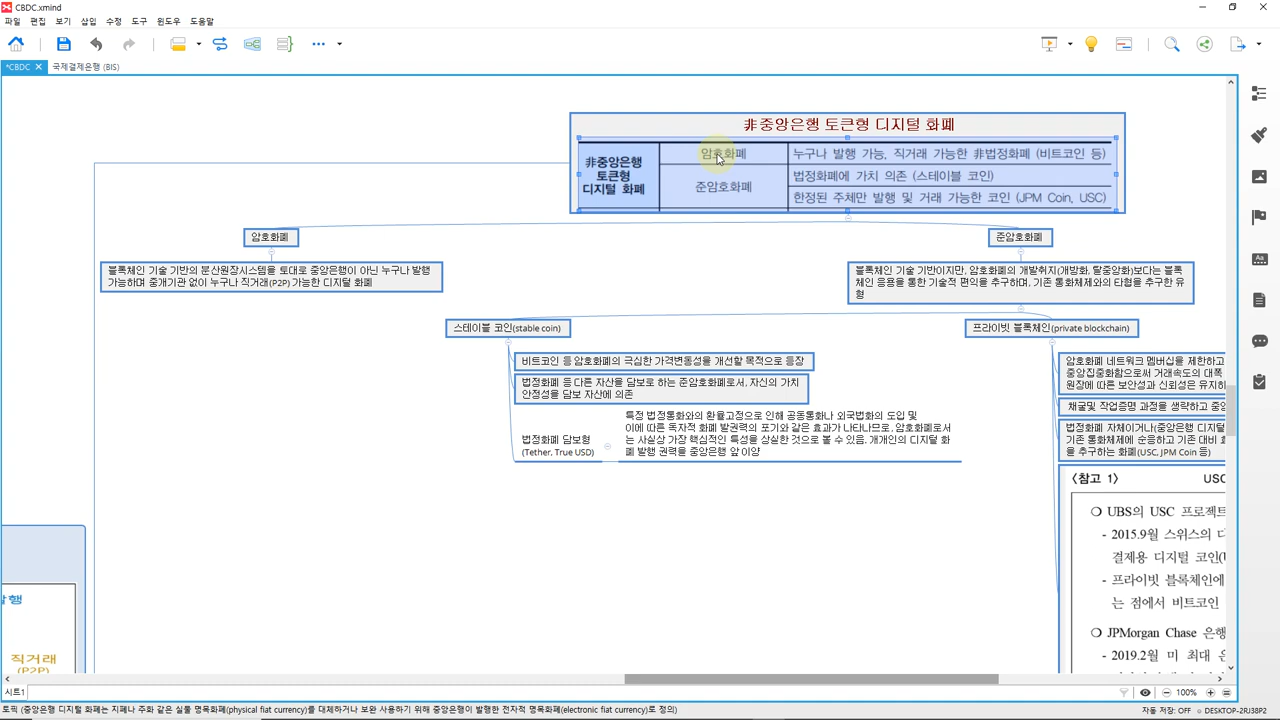 CBDC.xmind
파일 편집 보기 삽입 수정 도구 윈도우 도움말
*CBDC 국제결제은행 (BIS)
非중앙은행 토큰형 디지털 화폐
非중앙은행
토큰형
디지털 화폐
암호화폐
누구나 발행 가능, 직거래 가능한 非법정화폐 (비트코인 등)
준암호화폐
법정화폐에 가치 의존 (스테이블 코인)
한정된 주체만 발행 및 거래 가능한 코인 (JPM Coin, USC)
암호화폐
준암호화폐
블록체인 기술 기반의 분산원장시스템을 토대로 중앙은행이 아닌 누구나 발행
가능하며 중개기관 없이 누구나 직거래(P2P) 가능한 디지털 화폐
블록체인 기술 기반이지만, 암호화폐의 개발취지(개방화, 탈중앙화)보다는 블록
체인 응용을 통한 기술적 편익을 추구하며, 기존 통화체제와의 타협을 추구한 유
형
스테이블 코인(stable coin)
프라이빗 블록체인(private blockchain)
비트코인 등 암호화폐의 극심한 가격변동성을 개선할 목적으로 등장
법정화폐 등 다른 자산을 담보로 하는 준암호화폐로서, 자신의 가치
안정성을 담보 자산에 의존
법정화폐 담보형
(Tether, True USD)
특정 법정통화와의 환율고정으로 인해 공동통화나 외국법화의 도입 및
이에 따른 독자적 화폐 발권력의 포기와 같은 효과가 나타나므로, 암호화폐로서
는 사실상 가장 핵심적인 특성을 상실한 것으로 볼 수 있음. 개개인의 디지털 화
폐 발행 권력을 중앙은행 앞 이양
암호화폐 네트워크 멤버십을 제한하고
중앙집중화함으로써 거래속도의 대폭
원장에 따른 보안성과 신뢰성은 유지하
채굴및 작업증명 과정을 생략하고 중앙
법정화폐 자체이거나(중앙은행 디지털
기존 통화체제에 순응하고 기존 대비
을 추구하는 화폐(USC, JPM Coin 등)
<참고 1> USC
❍ UBS의 USC 프로젝트
- 2015.9월 스위스의
결제용 디지털 코인(
- 프라이빗 블록체인에
는 점에서 비트코인
❍ JPMorgan Chase 은행
- 2019.2월 미 최대 은
발행
직거래
(P2P)
시트1
100%
토픽 (중앙은행 디지털 화폐는 지폐나 주화 같은 실물 명목화폐(physical fiat currency)를 대체하거나 보완 사용하기 위해 중앙은행이 발행한 전자적 명목화폐(electronic fiat currency)로 정의)
자동 저장: OFF DESKTOP-2RJ38P2